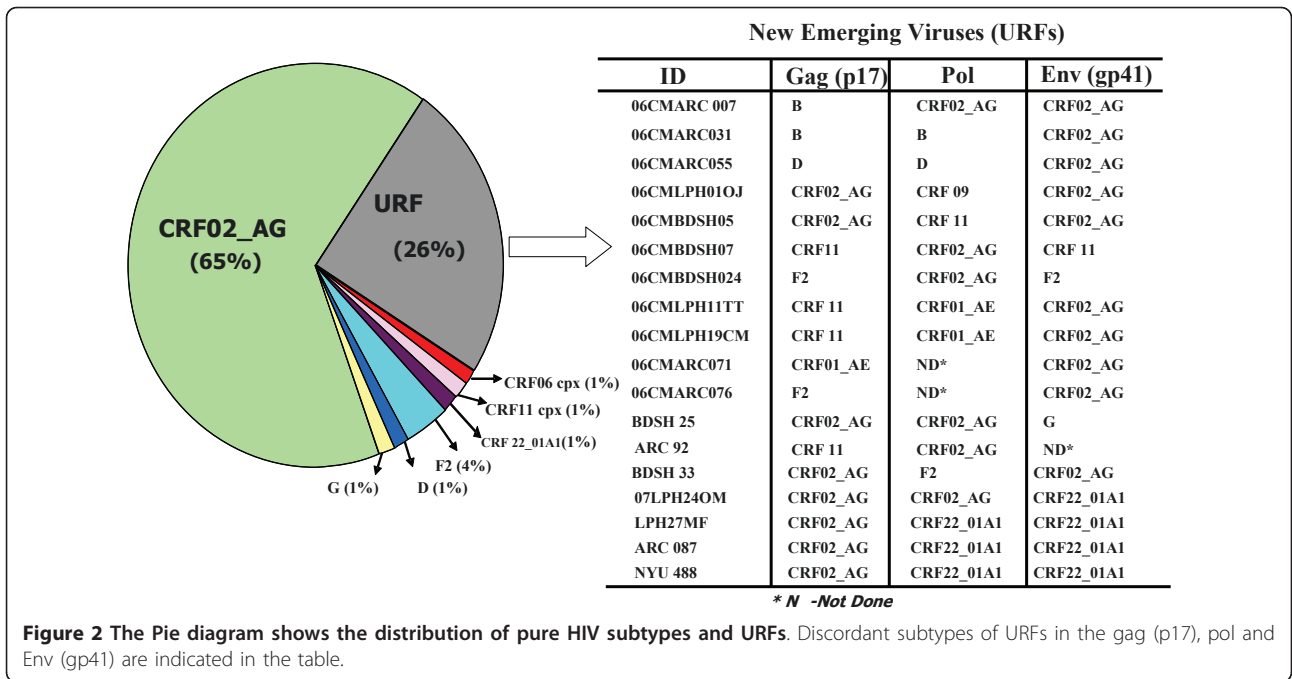 New Emerging Viruses (URFs)
CRF02_AG
(65%)
URF
(26%)
CRF06 cpx (1%)
CRF11 cpx (1%)
CRF 22_01A1(1%)
F2 (4%)
D (1%)
G (1%)
ID Gag (p17) Pol Env (gp41)
06CMARC 007 B CRF02_AG CRF02_AG
06CMARC031 B B CRF02_AG
06CMARC055 D D CRF02_AG
06CMLPH01OJ CRF02_AG CRF 09 CRF02_AG
06CMBDSH05 CRF02_AG CRF 11 CRF02_AG
06CMBDSH07 CRF11 CRF02_AG CRF 11
06CMBDSH024 F2 CRF02_AG F2
06CMLPH11TT CRF 11 CRF01_AE CRF02_AG
06CMLPH19CM CRF 11 CRF01_AE CRF02_AG
06CMARC071 CRF01_AE ND* CRF02_AG
06CMARC076 F2 ND* CRF02_AG
BDSH 25 CRF02_AG CRF02_AG G
ARC 92 CRF 11 CRF02_AG ND*
BDSH 33 CRF02_AG F2 CRF02_AG
07LPH24OM CRF02_AG CRF02_AG CRF22_01A1
LPH27MF CRF02_AG CRF22_01A1 CRF22_01A1
ARC 087 CRF02_AG CRF22_01A1 CRF22_01A1
NYU 488 CRF02_AG CRF22_01A1 CRF22_01A1
* N -Not Done
Figure 2 The Pie diagram shows the distribution of pure HIV subtypes and URFs. Discordant subtypes of URFs in the gag (p17), pol and
Env (gp41) are indicated in the table.